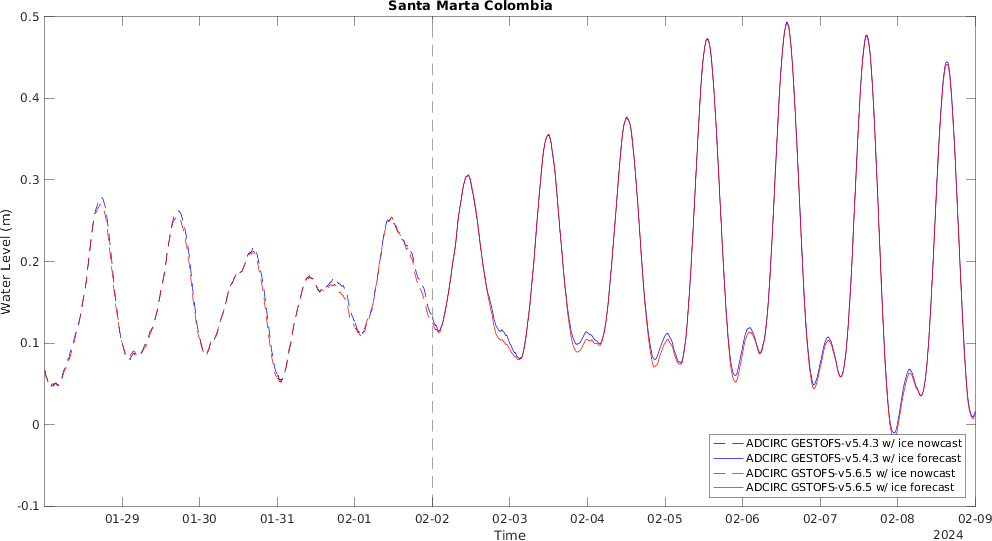 Santa Marta Colombia
Water Level (m)
0.5
0.4
0.3
0.2
0.1
0
-0.1
01-29 01-30 01-31 02-01 02-02 02-03 02-04 02-05 02-06 02-07 02-08 02-09
Time
2024
ADCIRC GESTOFS-v5.4.3 w/ ice nowcast
ADCIRC GESTOFS-v5.4.3 w/ ice forecast
ADCIRC GSTOFS-v5.6.5 w/ ice nowcast
ADCIRC GSTOFS-v5.6.5 w/ ice forecast